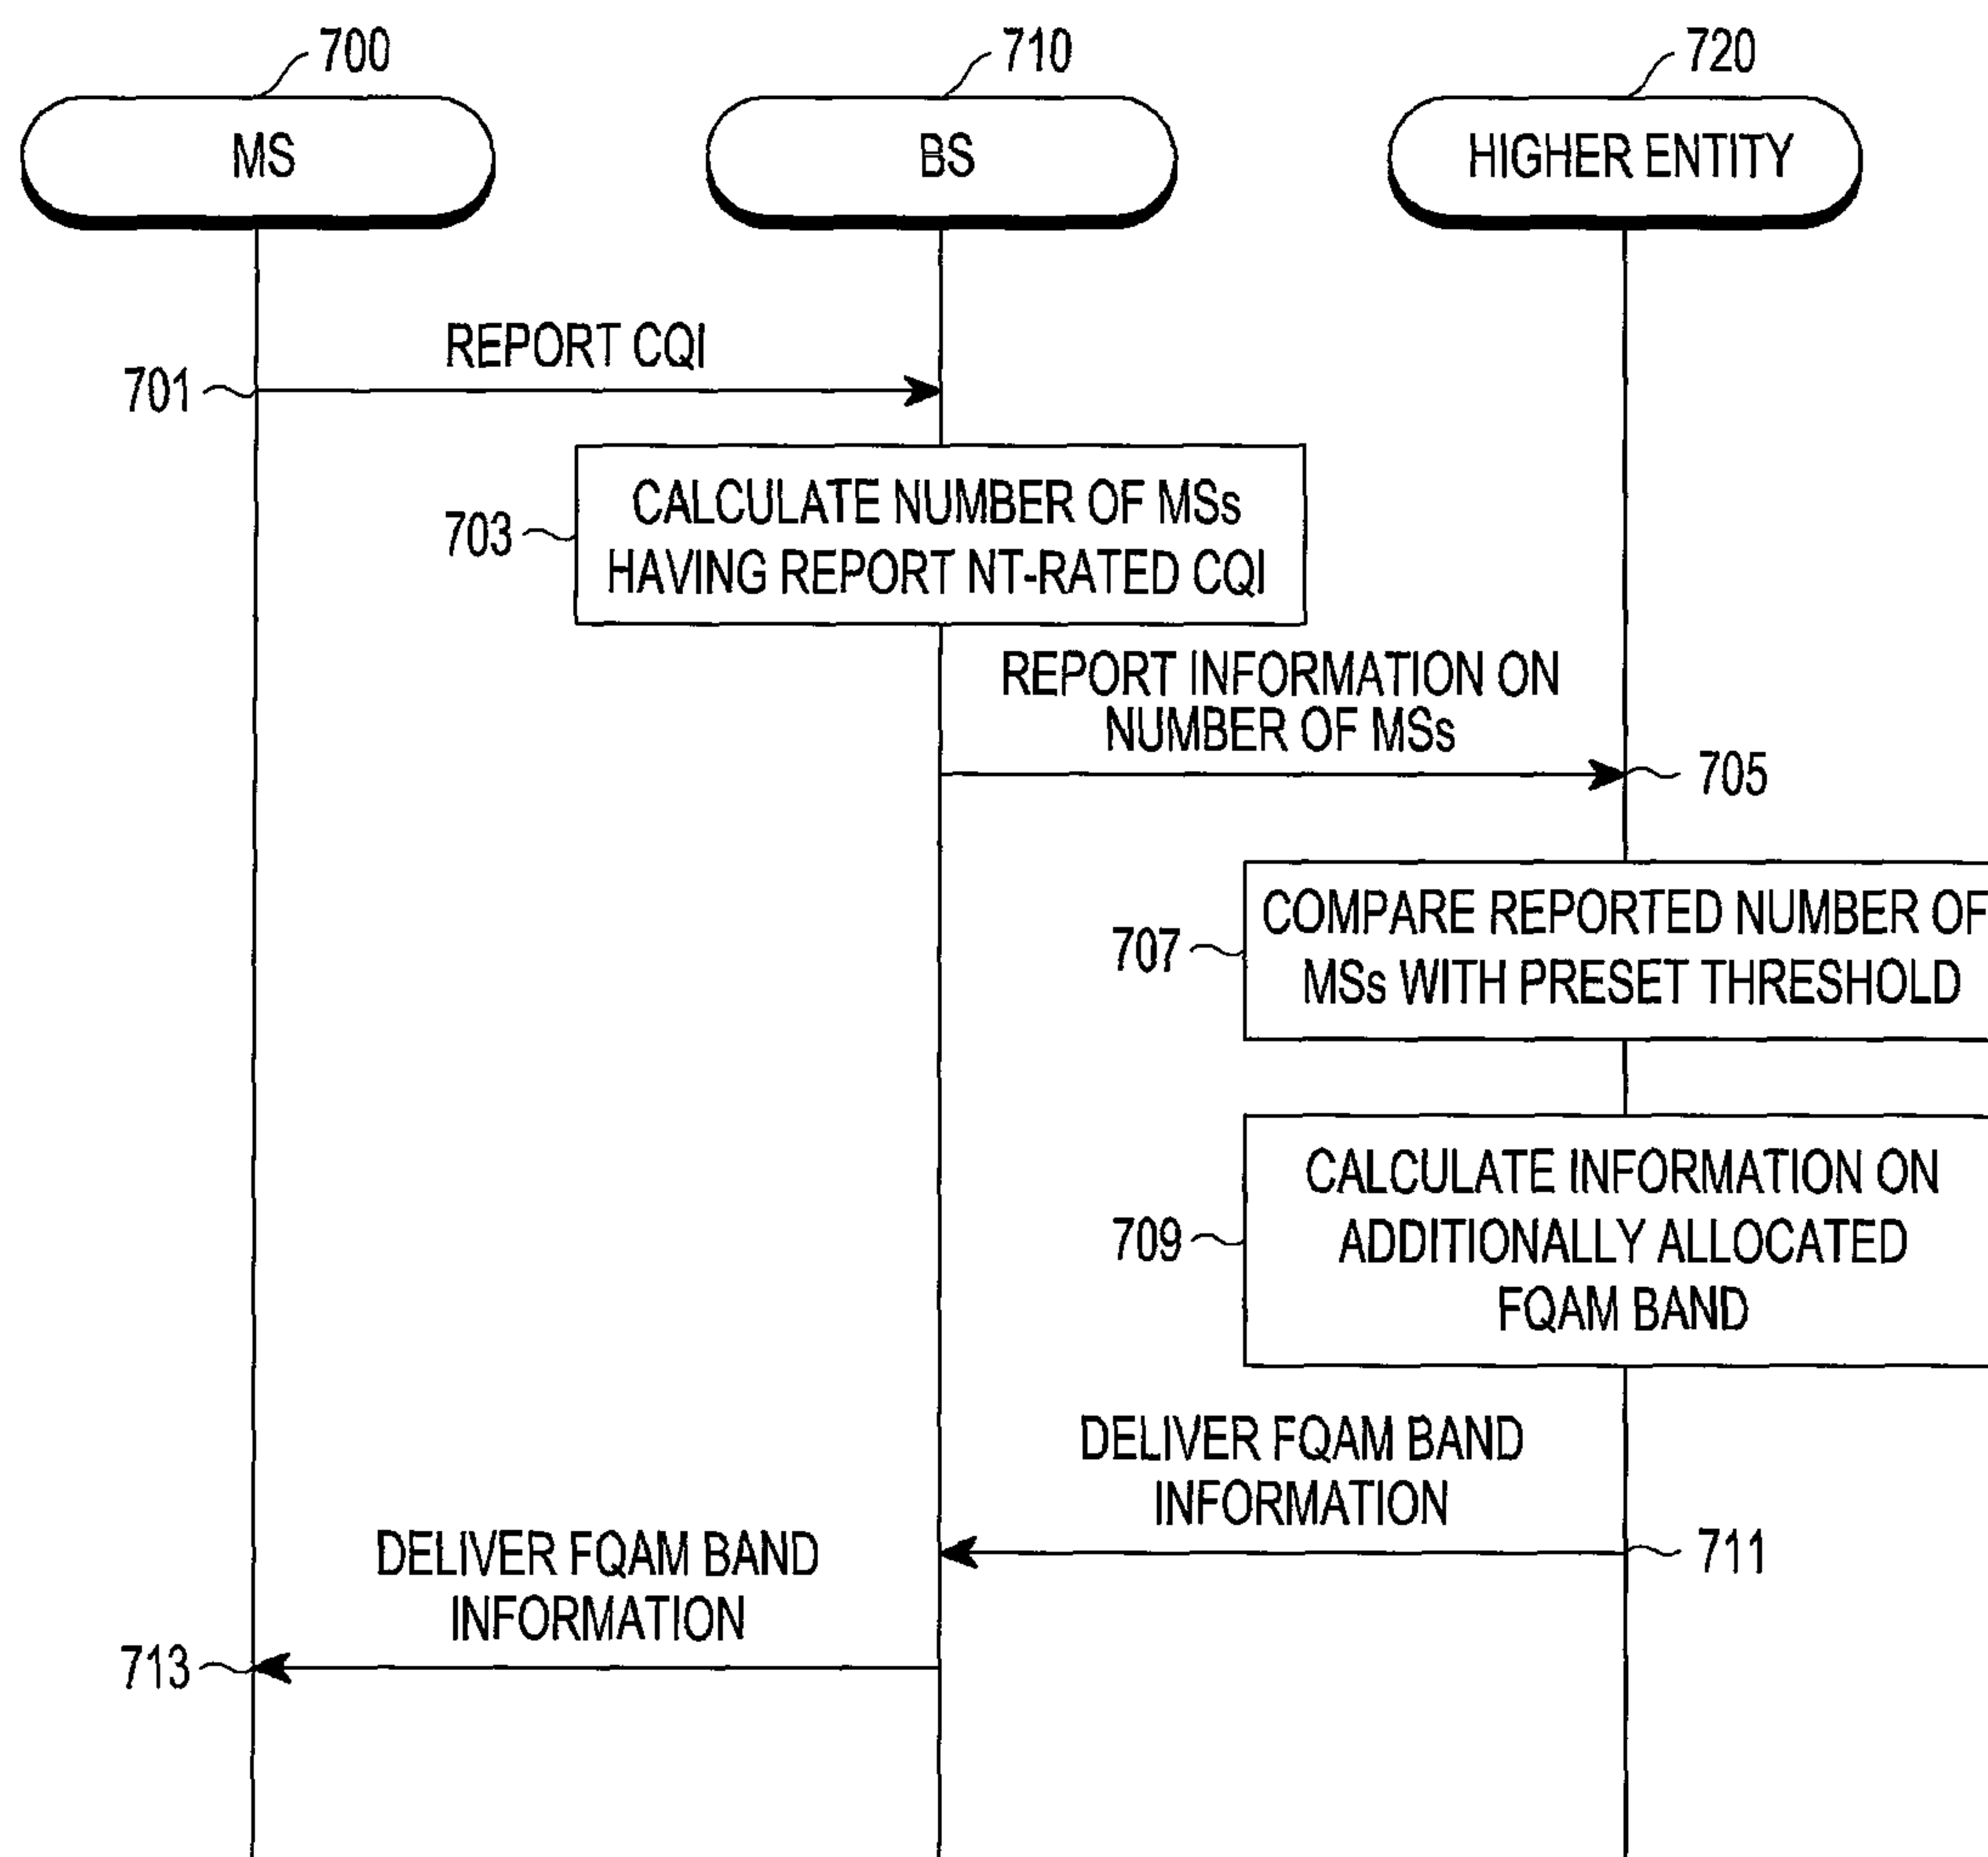 700
710
720
MS
BS
HIGHER ENTITY
REPORT CQI
701
CALCULATE NUMBER OF MSs
HAVING REPORT NT-RATED CQI
703
REPORT INFORMATION ON
NUMBER OF MSs
705
COMPARE REPORTED NUMBER OF
MSs WITH PRESET THRESHOLD
707
CALCULATE INFORMATION ON
ADDITIONALLY ALLOCATED
FQAM BAND
709
DELIVER FQAM BAND
INFORMATION
711
DELIVER FQAM BAND
INFORMATION
713